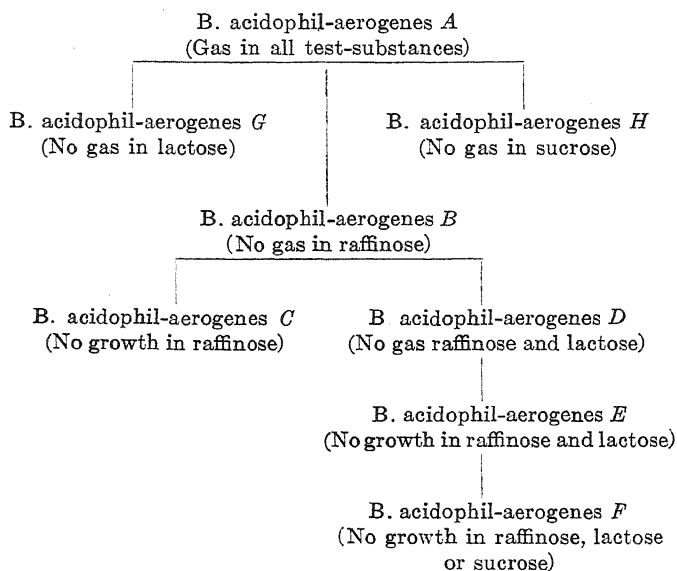 B. acidophil-aerogenes A
(Gas in all test-substances)
B. acidophil-aerogenes G
(No gas in lactose)
B. acidophil-aerogenes H
(No gas in sucrose)
B. acidophil-aerogenes B
(No gas in raffinose)
B. acidophil-aerogenes C
(No growth in raffinose)
B acidophil-aerogenes D
(No gas raffinose and lactose)
B. acidophil-aerogenes E
(No growth in raffinose and lactose)
B. acidophil-aerogenes F
(No growth in raffinose, lactose
or sucrose)